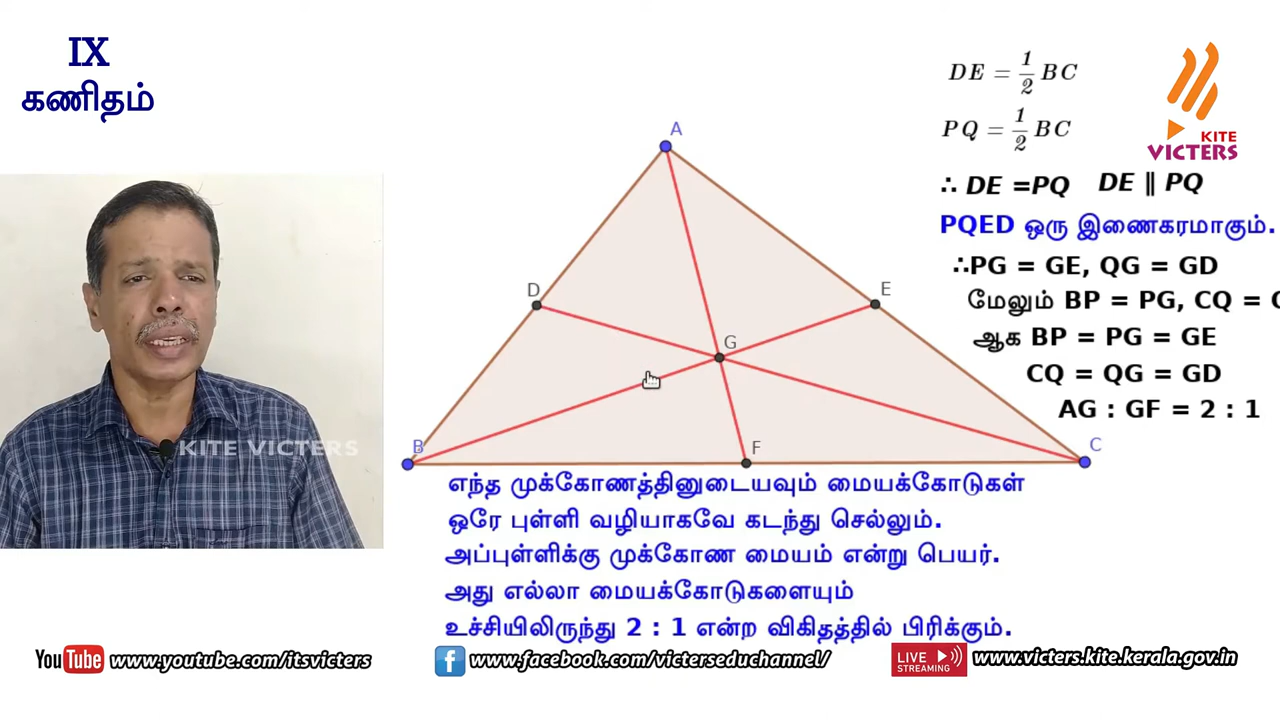 IX
கணிதம்
KITE VICTERS
A
D
E
G
B
F
C
DE = 1/2 BC
PQ = 1/2 BC
∴ DE =PQ DE ∥ PQ
PQED ஒரு இணைகரமாகும்.
∴PG = GE, QG = GD
மேலும் BP = PG, CQ =
ஆக BP = PG = GE
CQ = QG = GD
AG : GF = 2 : 1
KITE
VICTERS
எந்த முக்கோணத்தினுடையவும் மையக்கோடுகள்
ஒரே புள்ளி வழியாகவே கடந்து செல்லும்.
அப்புள்ளிக்கு முக்கோண மையம் என்று பெயர்.
அது எல்லா மையக்கோடுகளையும்
உச்சியிலிருந்து 2 : 1 என்ற விகிதத்தில் பிரிக்கும்.
YouTube www.youtube.com/itsvicters
f www.facebook.com/victerseduchannel/
LIVE STREAMING www.victers.kite.kerala.gov.in